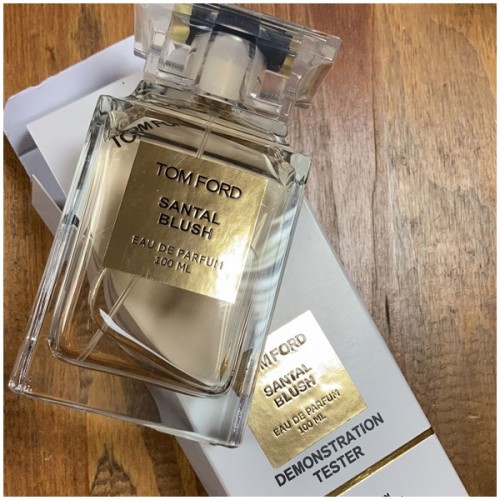 TOM FORD
TOM FORD
SANTAL
BLUSH
EAU DE PARFUM
100 ML
M FORD
SANTAL
BLUSH
EAU DE PARFUM
100 ML
DEMONSTRATION
TESTER